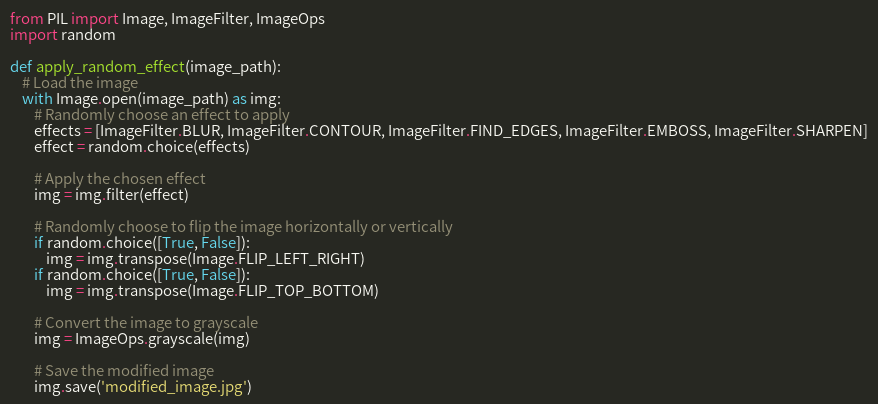 from PIL import Image, ImageFilter, ImageOps
import random

def apply_random_effect(image_path):
    # Load the image
    with Image.open(image_path) as img:
        # Randomly choose an effect to apply
        effects = [ImageFilter.BLUR, ImageFilter.CONTOUR, ImageFilter.FIND_EDGES, ImageFilter.EMBOSS, ImageFilter.SHARPEN]
        effect = random.choice(effects)

        # Apply the chosen effect
        img = img.filter(effect)

        # Randomly choose to flip the image horizontally or vertically
        if random.choice([True, False]):
            img = img.transpose(Image.FLIP_LEFT_RIGHT)
        if random.choice([True, False]):
            img = img.transpose(Image.FLIP_TOP_BOTTOM)

        # Convert the image to grayscale
        img = ImageOps.grayscale(img)

        # Save the modified image
        img.save('modified_image.jpg')